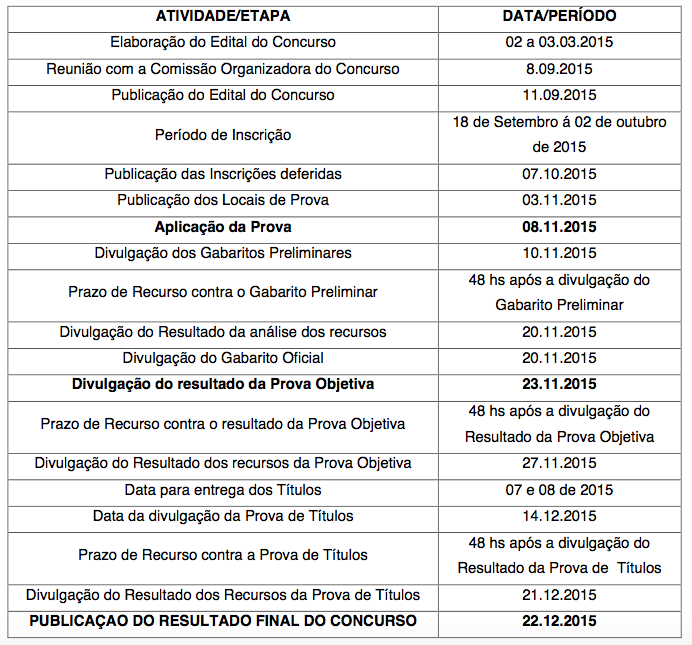 ATIVIDADE/ETAPA DATA/PERÍODO
Elaboração do Edital do Concurso 02 a 03.03.2015
Reunião com a Comissão Organizadora do Concurso 8.09.2015
Publicação do Edital do Concurso 11.09.2015
Período de Inscrição 18 de Setembro á 02 de outubro
de 2015
Publicação das Inscrições deferidas 07.10.2015
Publicação dos Locais de Prova 03.11.2015
Aplicação da Prova 08.11.2015
Divulgação dos Gabaritos Preliminares 10.11.2015
Prazo de Recurso contra o Gabarito Preliminar 48 hs após a divulgação do
Gabarito Preliminar
Divulgação do Resultado da análise dos recursos 20.11.2015
Divulgação do Gabarito Oficial 20.11.2015
Divulgação do resultado da Prova Objetiva 23.11.2015
Prazo de Recurso contra o resultado da Prova Objetiva 48 hs após a divulgação do
Resultado da Prova Objetiva
Divulgação do Resultado dos recursos da Prova Objetiva 27.11.2015
Data para entrega dos Títulos 07 e 08 de 2015
Data da divulgação da Prova de Títulos 14.12.2015
Prazo de Recurso contra a Prova de Títulos 48 hs após a divulgação do
Resultado da Prova de Títulos
Divulgação do Resultado dos Recursos da Prova de Títulos 21.12.2015
PUBLICAÇAO DO RESULTADO FINAL DO CONCURSO 22.12.2015